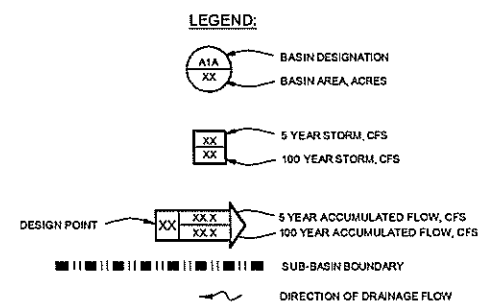 LEGEND:
A1A BASIN DESIGNATION
XX BASIN AREA, ACRES
XX 5 YEAR STORM, CFS
XX 100 YEAR STORM, CFS
DESIGN POINT XX XX.X 5 YEAR ACCUMULATED FLOW, CFS
XX.X 100 YEAR ACCUMULATED FLOW, CFS
SUB-BASIN BOUNDARY
DIRECTION OF DRAINAGE FLOW